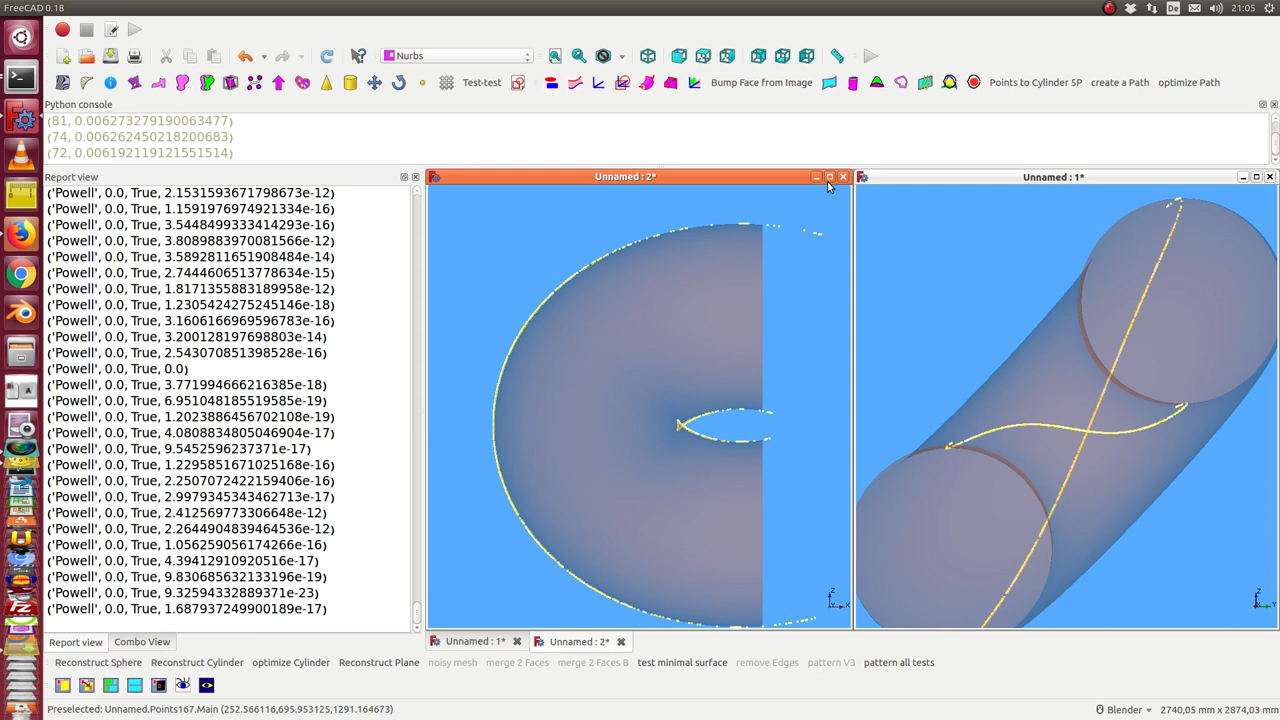 FreeCAD 0.18
De
21:05
Nurbs
Test-test
Bump Face from Image
Points to Cylinder 5P
create a Path
optimize Path
Python console
(81, 0.006273279190063477)
(74, 0.006262450218200683)
(72, 0.006192119121551514)
Report view
Unnamed : 2*
Unnamed : 1*
('Powell', 0.0, True, 2.1531593671798673e-12)
('Powell', 0.0, True, 1.1591976974921334e-16)
('Powell', 0.0, True, 3.5448499333414293e-16)
('Powell', 0.0, True, 3.8089883970081566e-12)
('Powell', 0.0, True, 3.5892811651908484e-14)
('Powell', 0.0, True, 2.7444606513778634e-15)
('Powell', 0.0, True, 1.8171355883189958e-12)
('Powell', 0.0, True, 1.2305424275245146e-18)
('Powell', 0.0, True, 3.1606166969596783e-16)
('Powell', 0.0, True, 3.200128197698803e-14)
('Powell', 0.0, True, 2.543070851398528e-16)
('Powell', 0.0, True, 0.0)
('Powell', 0.0, True, 3.771994666216385e-18)
('Powell', 0.0, True, 6.951048185519585e-19)
('Powell', 0.0, True, 1.2023886456702108e-19)
('Powell', 0.0, True, 4.0808834805046904e-17)
('Powell', 0.0, True, 9.5452596237371e-17)
('Powell', 0.0, True, 1.2295851671025168e-16)
('Powell', 0.0, True, 2.2507072422159406e-16)
('Powell', 0.0, True, 2.9979345343462713e-17)
('Powell', 0.0, True, 2.4125697733066​48e-12)
('Powell', 0.0, True, 2.2644904839464536e-12)
('Powell', 0.0, True, 1.056259056174266e-16)
('Powell', 0.0, True, 4.39412910920516e-17)
('Powell', 0.0, True, 9.830685632133196e-19)
('Powell', 0.0, True, 9.32594332889371e-23)
('Powell', 0.0, True, 1.687937249900189e-17)
Report view
Combo View
Unnamed : 1*
Unnamed : 2*
Reconstruct Sphere
Reconstruct Cylinder
optimize Cylinder
Reconstruct Plane
noisy mesh
merge 2 Faces
merge 2 Faces B
test minimal surface
remove Edges
pattern V3
pattern all tests
Preselected: Unnamed.Points167.Main (252.566116,695.953125,1291.164673)
Blender
2740,05 mm x 2874,03 mm